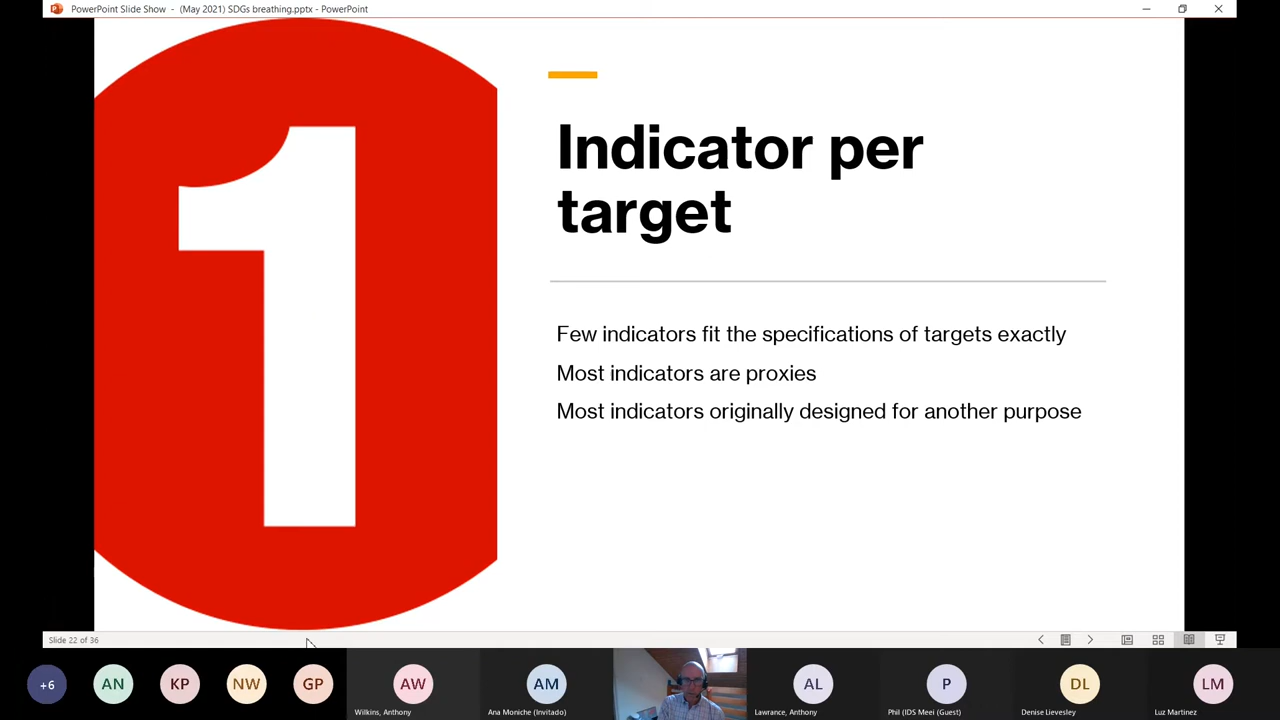 PowerPoint Slide Show - (May 2021) SDGs breathing.pptx - PowerPoint
1
Indicator per
target
Few indicators fit the specifications of targets exactly
Most indicators are proxies
Most indicators originally designed for another purpose
Slide 22 of 36
+6
AN
KP
NW
GP
AW
AM
AL
P
DL
LM
Wilkins, Anthony
Ana Moniche (Invitado)
Lawrance, Anthony
Phil (IDS Meei (Guest)
Denise Lievesley
Luz Martinez